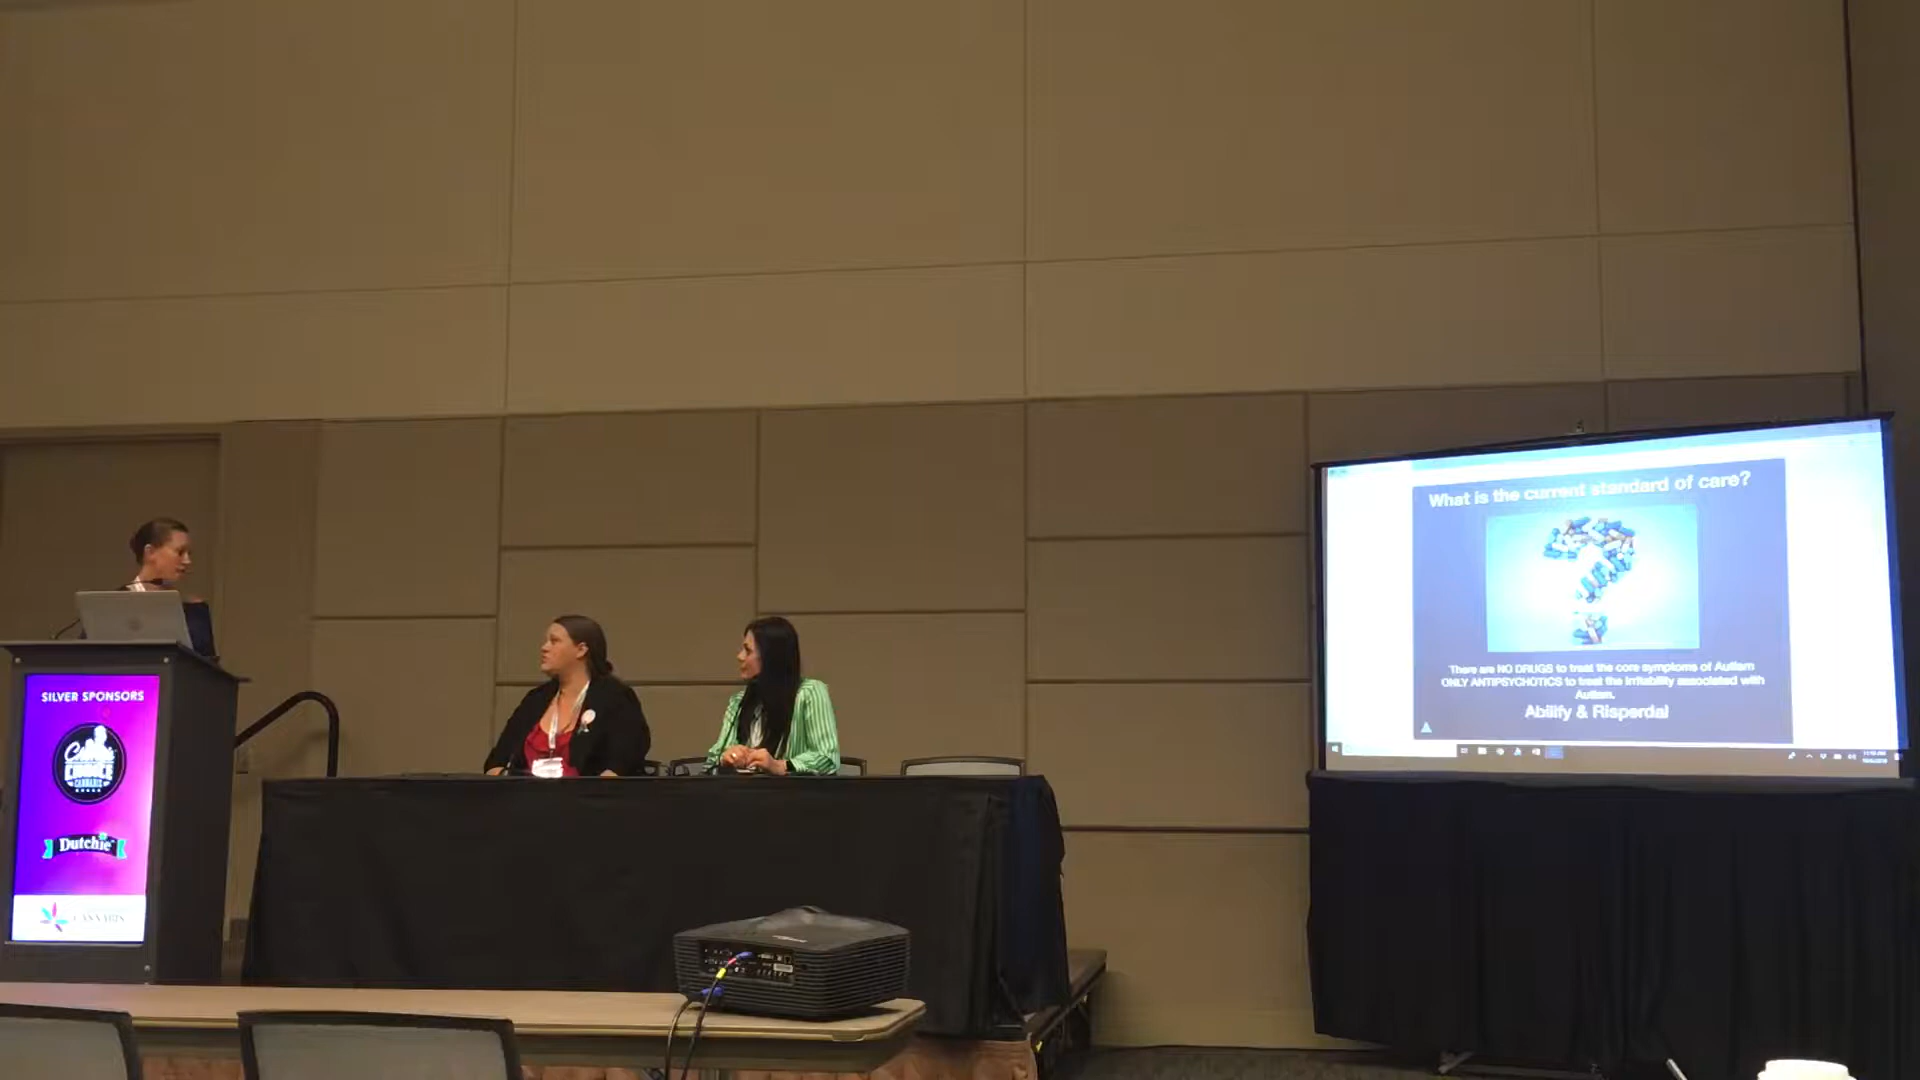 SILVER SPONSORS
Dutchie
CANNABIS
What is the current standard of care?
There are NO DRUGS to treat the core symptoms of Autism
ONLY ANTIPSYCHOTICS to treat the irritability associated with
Autism.
Abilify & Risperdal